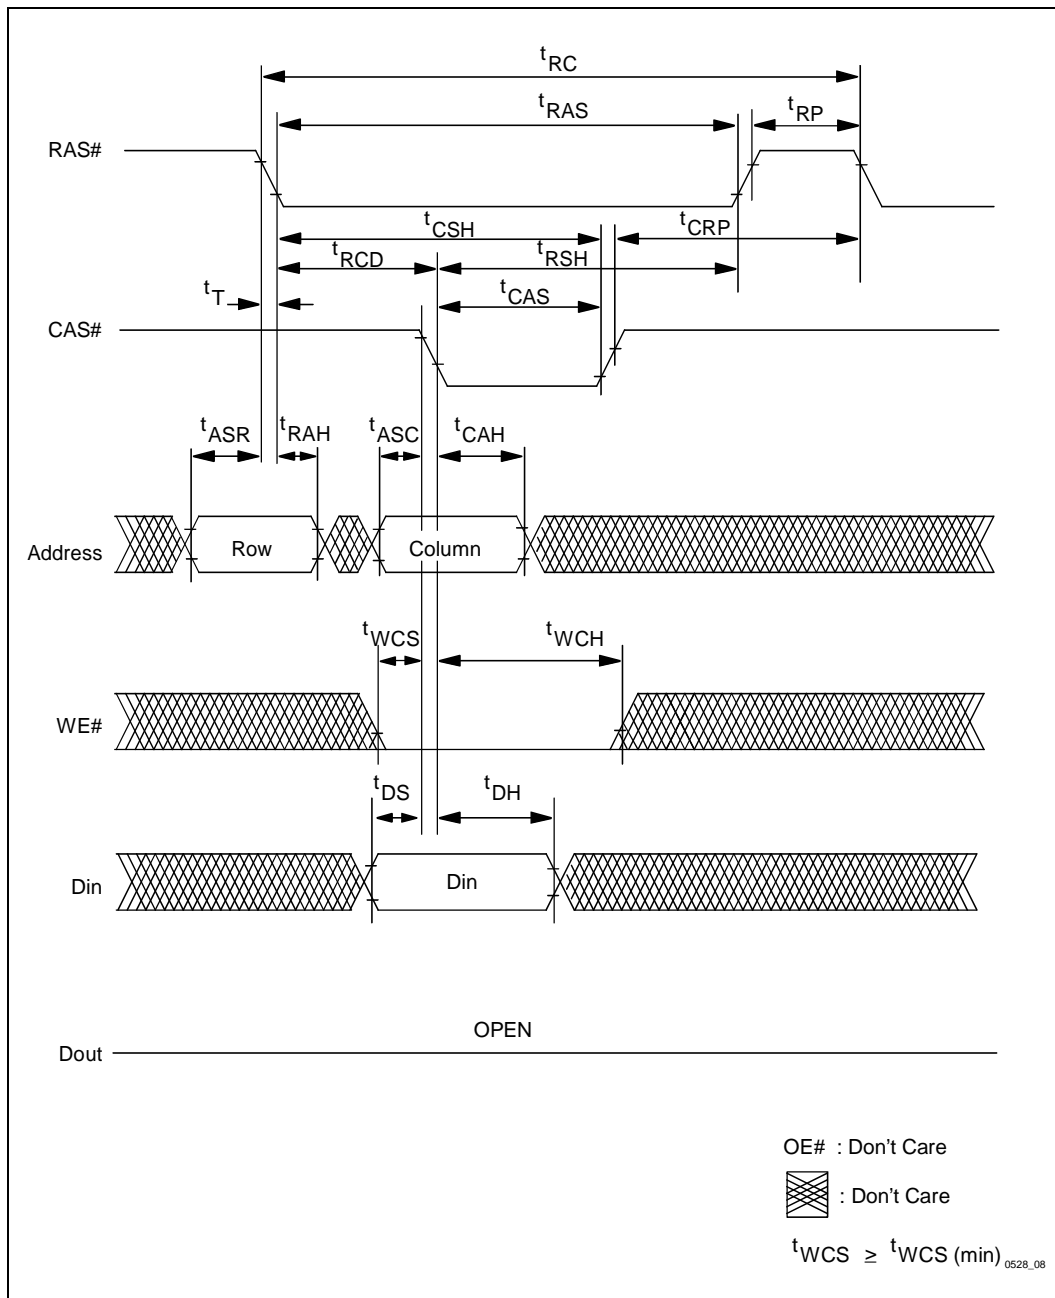 tRC
tRAS
tRP
RAS#
tCSH
tCRP
tRCD
tRSH
tT
tCAS
CAS#
tASR
tRAH
tASC
tCAH
Address
Row
Column
tWCS
tWCH
WE#
tDS
tDH
Din
Din
OPEN
Dout
OE# : Don't Care
: Don't Care
tWCS ≥ tWCS (min)
0528_08